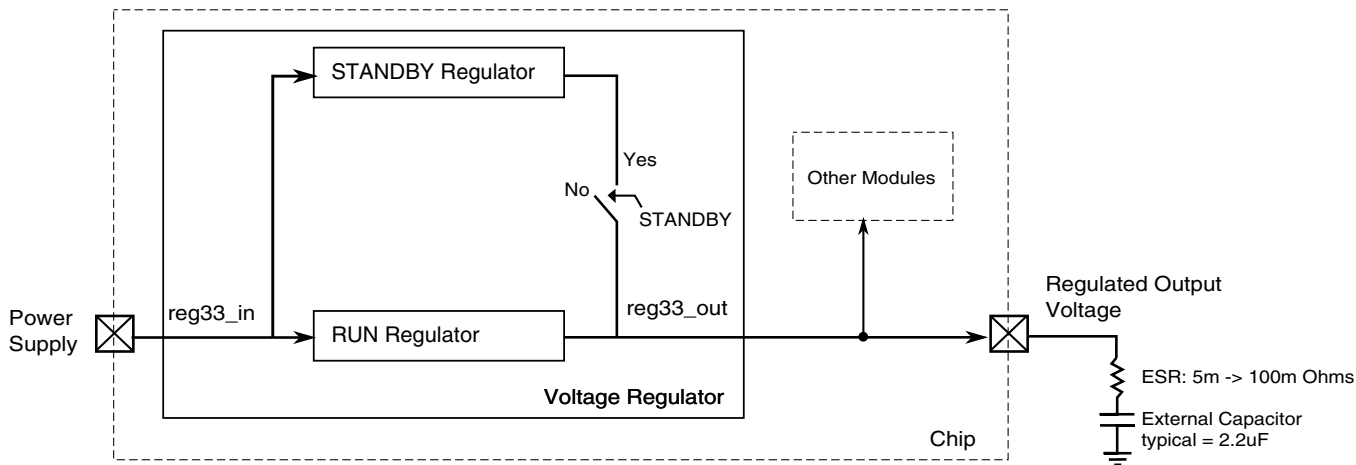 STANDBY Regulator
Yes
No
STANDBY
Other Modules
Power
Supply
reg33_in
RUN Regulator
reg33_out
Regulated Output
Voltage
Voltage Regulator
ESR: 5m -> 100m Ohms
External Capacitor
typical = 2.2uF
Chip